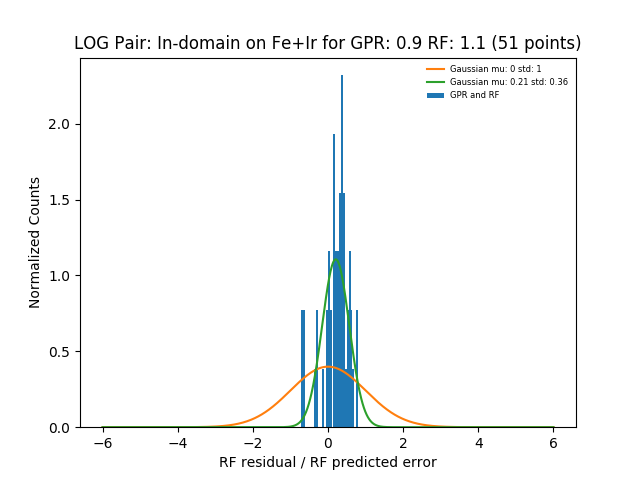 LOG Pair: In-domain on Fe+Ir for GPR: 0.9 RF: 1.1 (51 points)
Gaussian mu: 0 std: 1
Gaussian mu: 0.21 std: 0.36
GPR and RF
Normalized Counts
2.0
1.5
1.0
0.5
0.0
−6 −4 −2 0 2 4 6
RF residual / RF predicted error